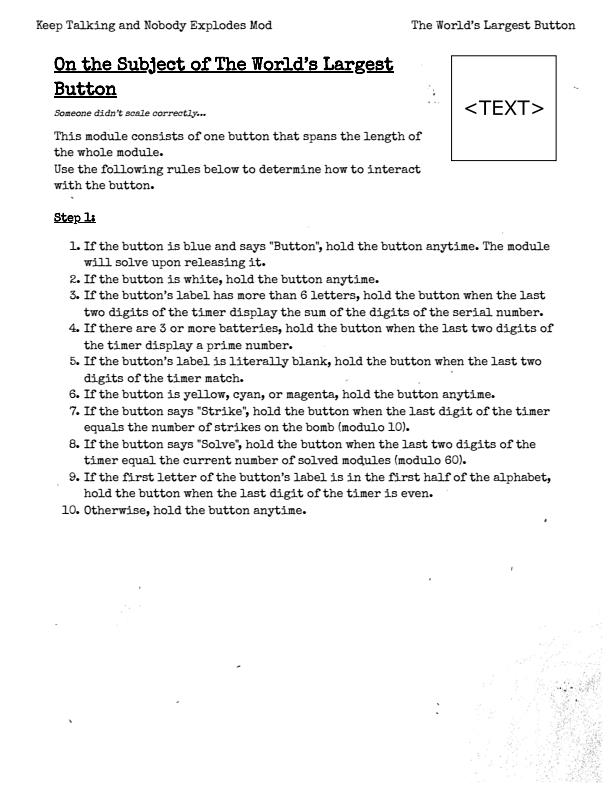 Keep Talking and Nobody Explodes Mod
The World's Largest Button
On the Subject of The World's Largest
Button
<TEXT>
Someone didn't scale correctly...
This module consists of one button that spans the length of
the whole module.
Use the following rules below to determine how to interact
with the button.
Step 1:
1. If the button is blue and says "Button", hold the button anytime. The module
will solve upon releasing it.
2. If the button is white, hold the button anytime.
3. If the button's label has more than 6 letters, hold the button when the last
two digits of the timer display the sum of the digits of the serial number.
4. If there are 3 or more batteries, hold the button when the last two digits of
the timer display a prime number.
5. If the button's label is literally blank, hold the button when the last two
digits of the timer match.
6. If the button is yellow, cyan, or magenta, hold the button anytime.
7. If the button says "Strike", hold the button when the last digit of the timer
equals the number of strikes on the bomb (modulo 10).
8. If the button says "Solve", hold the button when the last two digits of the
timer equal the current number of solved modules (modulo 60).
9. If the first letter of the button's label is in the first half of the alphabet,
hold the button when the last digit of the timer is even.
10. Otherwise, hold the button anytime.